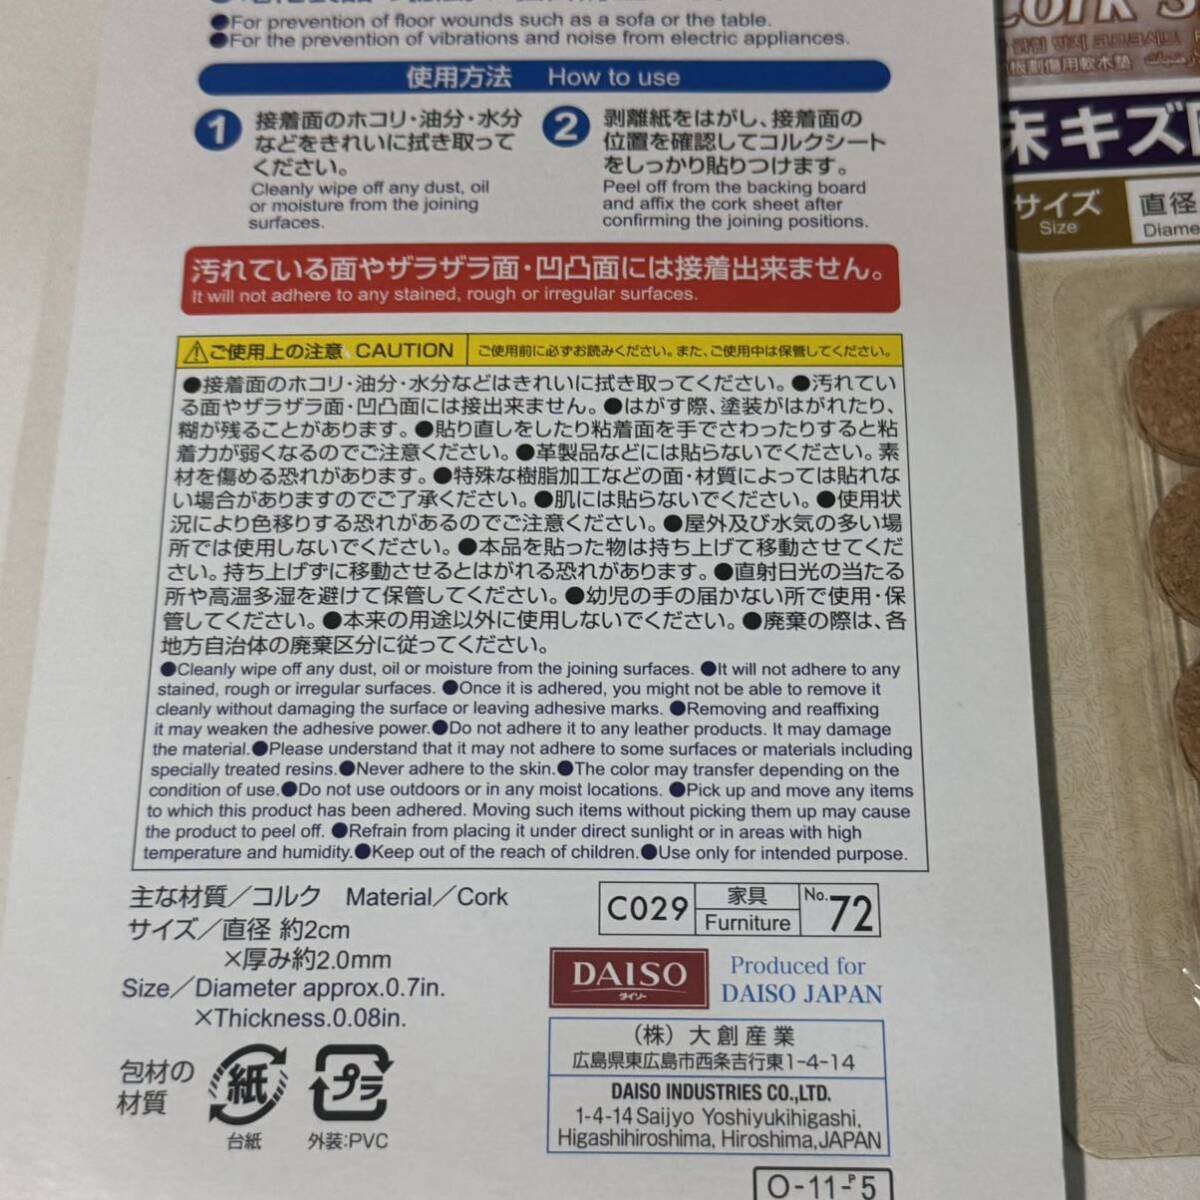 ●For prevention of floor wounds such as a sofa or the table.
●For the prevention of vibrations and noise from electric appliances.
使用方法 How to use
1 接着面のホコリ・油分・水分
などをきれいに拭き取って
ください。
Cleanly wipe off any dust, oil
or moisture from the joining
surfaces.
2 剥離紙をはがし、接着面の
位置を確認してコルクシート
をしっかり貼りつけます。
Peel off from the backing board
and affix the cork sheet after
confirming the joining positions.
汚れている面やザラザラ面・凹凸面には接着出来ません。
It will not adhere to any stained, rough or irregular surfaces.
ご使用上の注意 CAUTION ご使用前に必ずお読みください。また、ご使用中は保管してください。
●接着面のホコリ・油分・水分などはきれいに拭き取ってください。●汚れてい
る面やザラザラ面・凹凸面には接出来ません。●はがす際、塗装がはがれたり、
糊が残ることがあります。●貼り直しをしたり粘着面を手でさわったりすると粘
着力が弱くなるのでご注意ください。●革製品などには貼らないでください。素
材を傷める恐れがあります。●特殊な樹脂加工などの面・材質によっては貼れな
い場合がありますのでご了承ください。●肌には貼らないでください。●使用状
況により色移りする恐れがあるのでご注意ください。●屋外及び水気の多い場
所では使用しないでください。●本品を貼った物は持ち上げて移動させてくだ
さい。持ち上げずに移動させるとはがれる恐れがあります。●直射日光の当たる
所や高温多湿を避けて保管してください。●幼児の手の届かない所で使用・保
管してください。●本来の用途以外に使用しないでください。●廃棄の際は、各
地方自治体の廃棄区分に従ってください。
●Cleanly wipe off any dust, oil or moisture from the joining surfaces. ●It will not adhere to any
stained, rough or irregular surfaces. ●Once it is adhered, you might not be able to remove it
cleanly without damaging the surface or leaving adhesive marks. ●Removing and reaffixing
it may weaken the adhesive power.●Do not adhere it to any leather products. It may damage
the material.●Please understand that it may not adhere to some surfaces or materials including
specially treated resins.●Never adhere to the skin.●The color may transfer depending on the
condition of use.●Do not use outdoors or in any moist locations. ●Pick up and move any items
to which this product has been adhered. Moving such items without picking them up may cause
the product to peel off. ●Refrain from placing it under direct sunlight or in areas with high
temperature and humidity.●Keep out of the reach of children.●Use only for intended purpose.
主な材質／コルク Material／Cork
サイズ／直径 約2cm
×厚み約2.0mm
Size／Diameter approx.0.7in.
×Thickness.0.08in.
包材の
材質
紙
台紙
プラ
外装:PVC
C029 家具 Furniture No.72
DAISO
ダイソー
Produced for
DAISO JAPAN
(株)大創産業
広島県東広島市西条吉行東1-4-14
DAISO INDUSTRIES CO.,LTD.
1-4-14 Saijyo Yoshiyukihigashi,
Higashihiroshima, Hiroshima,JAPAN
O-11-P5
床キズ
サイズ
Size
直径